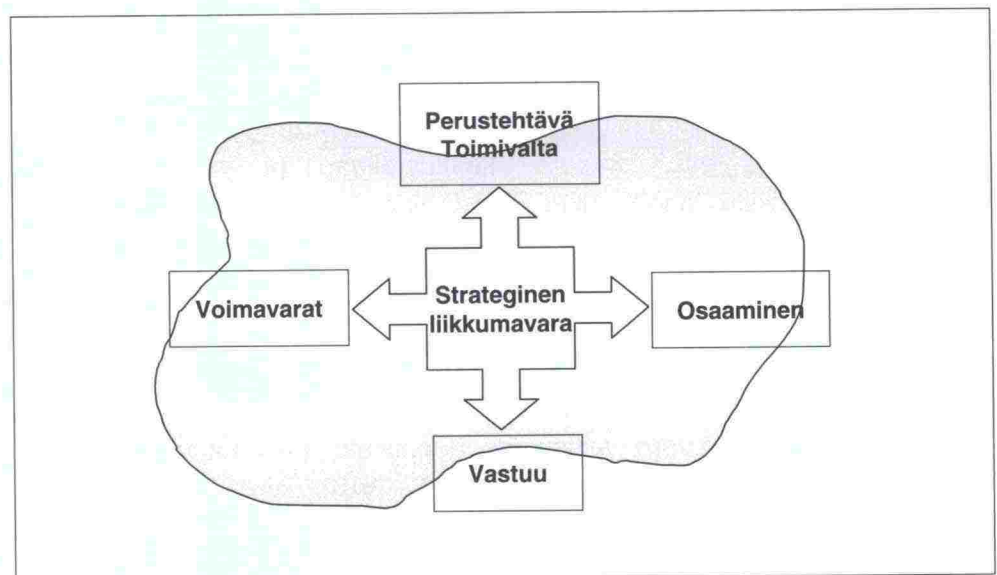 Perustehtävä
Toimivalta
Voimavarat
Strateginen
liikkumavara
Osaaminen
Vastuu